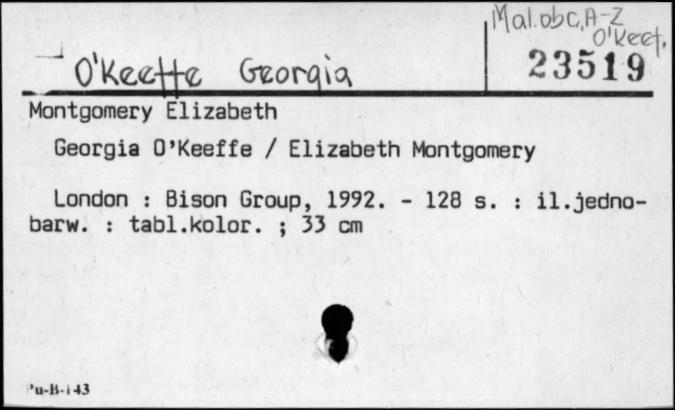 Mal.obc, A-Z
O'Keef.
O'Keeffe Georgia
23519
Montgomery Elizabeth
Georgia O'Keeffe / Elizabeth Montgomery
London : Bison Group, 1992. - 128 s. : il.jedno-
barw. : tabl.kolor. ; 33 cm
Pu-B-143